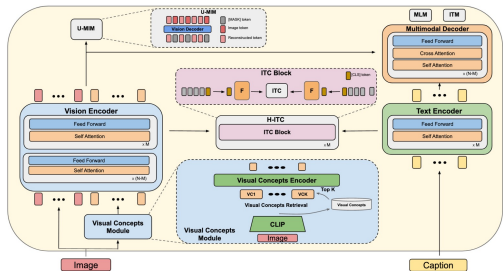 U-MIM
U-MIM
[MASK] token
Image token
Reconstructed token
Vision Decoder
MLM
ITM
Multimodal Decoder
Feed Forward
Cross Attention
Self Attention
x (N-M)
ITC Block
[CLS] token
F
ITC
F
Vision Encoder
Feed Forward
Self Attention
x M
Feed Forward
Self Attention
x (N-M)
H-ITC
ITC Block
x M
Text Encoder
Feed Forward
Self Attention
x M
Visual Concepts Encoder
VC1
VCK
Top K
Visual Concepts
Visual Concepts Retrieval
CLIP
Image
Visual Concepts
Module
Visual Concepts
Module
Image
Caption